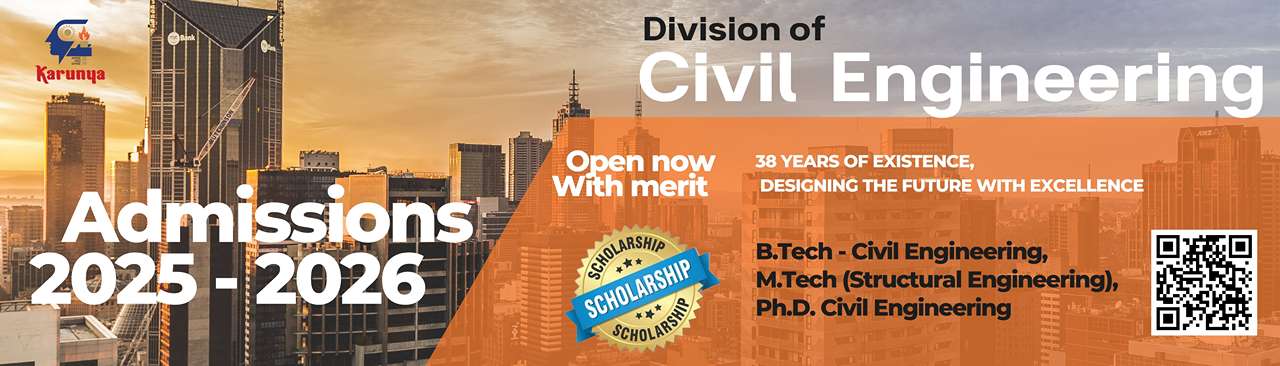 Karunya
Bank
Division of
Civil Engineering
Admissions
2025 - 2026
Open now
With merit
38 YEARS OF EXISTENCE,
DESIGNING THE FUTURE WITH EXCELLENCE
SCHOLARSHIP
SCHOLARSHIP
SCHOLARSHIP
B.Tech - Civil Engineering,
M.Tech (Structural Engineering),
Ph.D. Civil Engineering